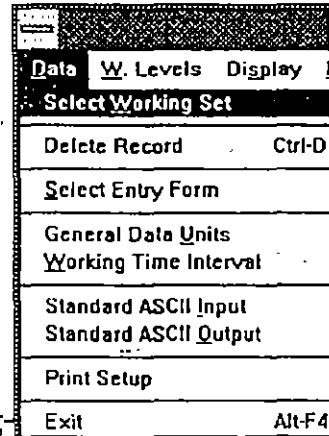 Data W. Levels Display
Select Working Set
Delete Record Ctrl-D
Select Entry Form
General Data Units
Working Time Interval
Standard ASCII Input
Standard ASCII Output
Print Setup
Exit Alt-F4